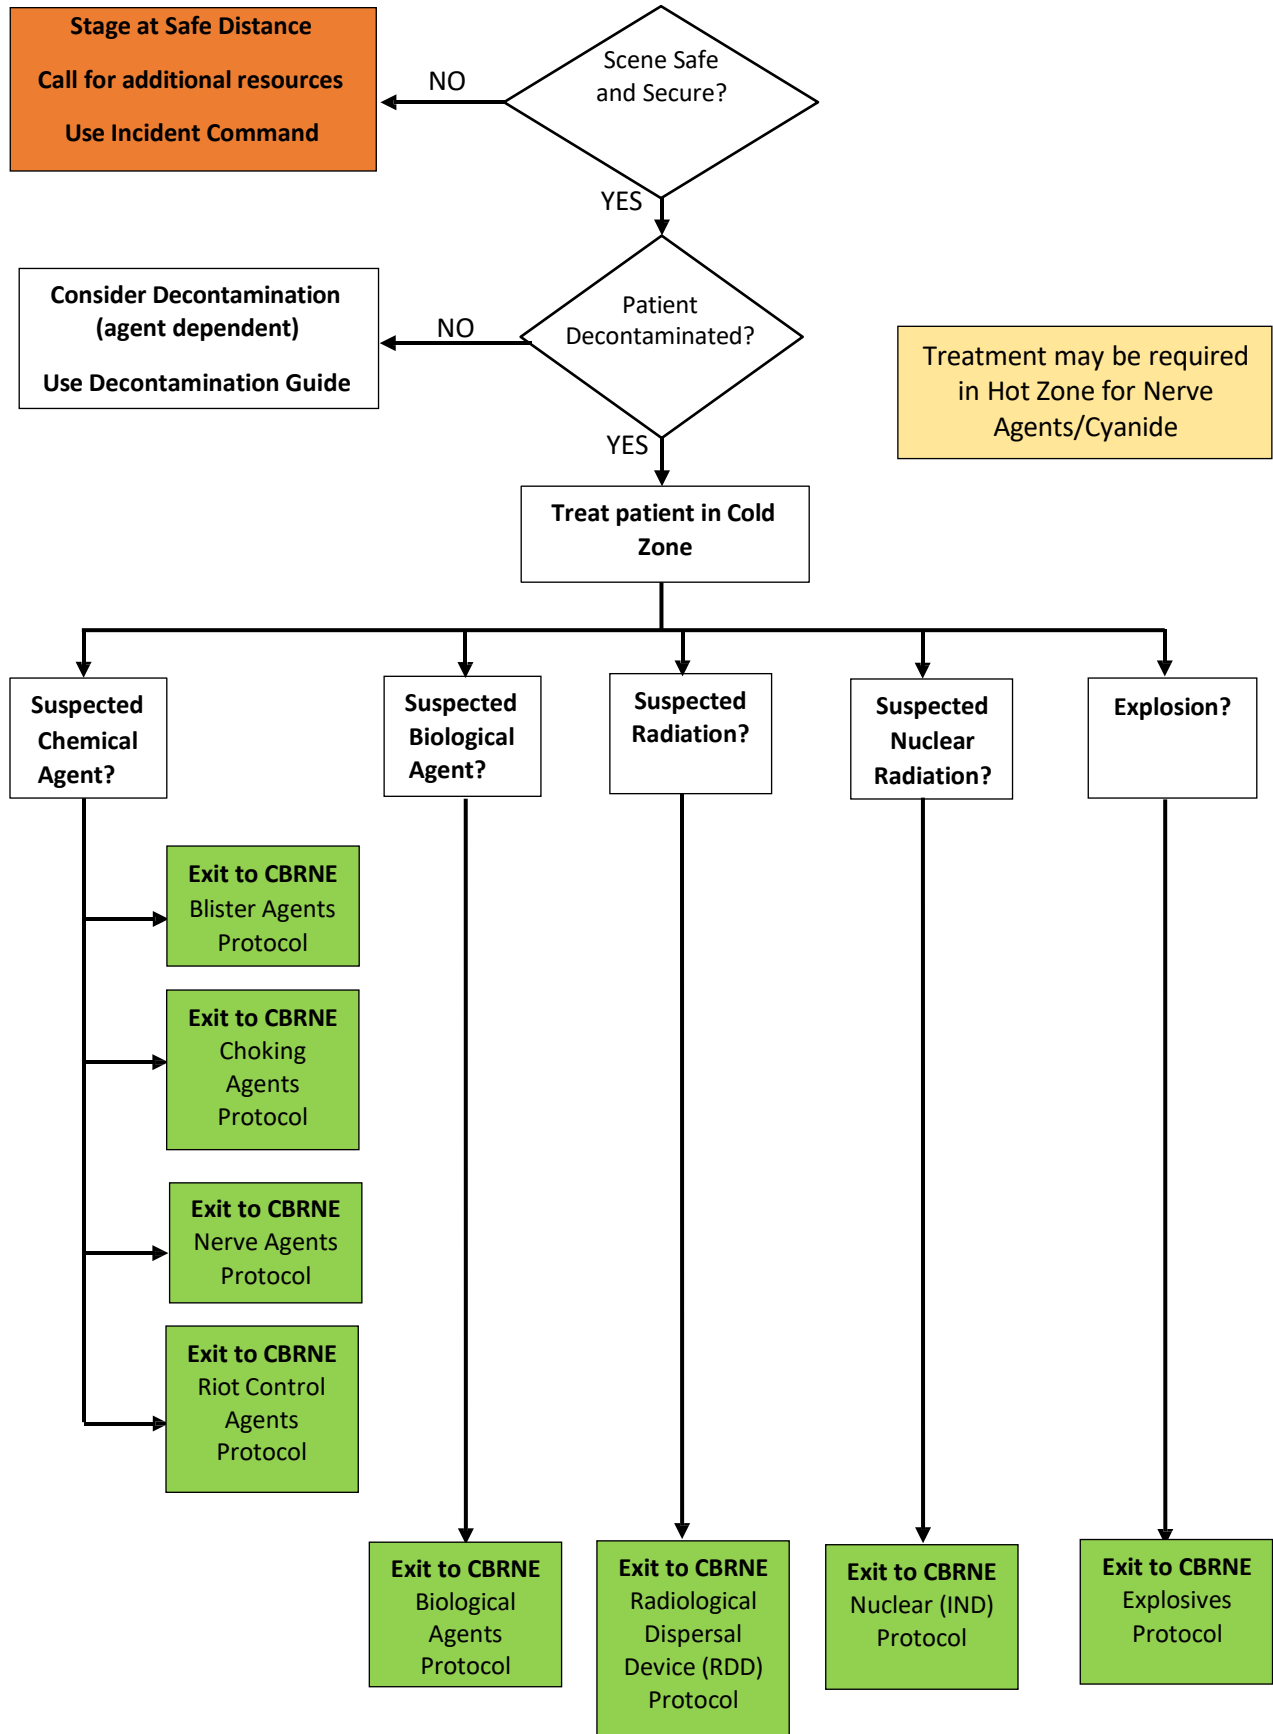 Stage at Safe Distance
Call for additional resources
Use Incident Command
NO
Scene Safe
and Secure?
YES
Consider Decontamination
(agent dependent)
Use Decontamination Guide
NO
Patient
Decontaminated?
YES
Treatment may be required
in Hot Zone for Nerve
Agents/Cyanide
Treat patient in Cold
Zone
Suspected
Chemical
Agent?
Suspected
Biological
Agent?
Suspected
Radiation?
Suspected
Nuclear
Radiation?
Explosion?
Exit to CBRNE
Blister Agents
Protocol
Exit to CBRNE
Choking
Agents
Protocol
Exit to CBRNE
Nerve Agents
Protocol
Exit to CBRNE
Riot Control
Agents
Protocol
Exit to CBRNE
Biological
Agents
Protocol
Exit to CBRNE
Radiological
Dispersal
Device (RDD)
Protocol
Exit to CBRNE
Nuclear (IND)
Protocol
Exit to CBRNE
Explosives
Protocol